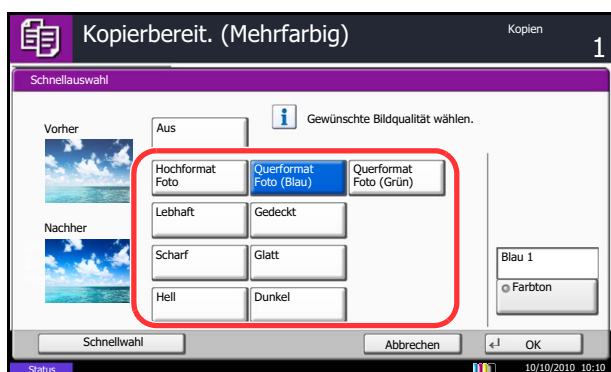 Kopierbereit. (Mehrfarbig)
Kopien
1
Schnellauswahl
Gewünschte Bildqualität wählen.
Vorher
Aus
Hochformat
Foto
Querformat
Foto (Blau)
Querformat
Foto (Grün)
Lebhaft
Gedeckt
Nachher
Scharf
Glatt
Blau 1
Farbton
Hell
Dunkel
Schnellwahl
Abbrechen
OK
Status
10/10/2010 10:10